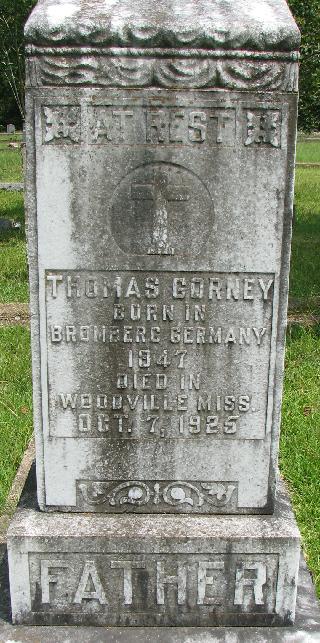 AT REST
THOMAS GORNEY
BORN IN
BROMBERG GERMANY
1847
DIED IN
WOODVILLE MISS.
OCT. 7, 1925
FATHER